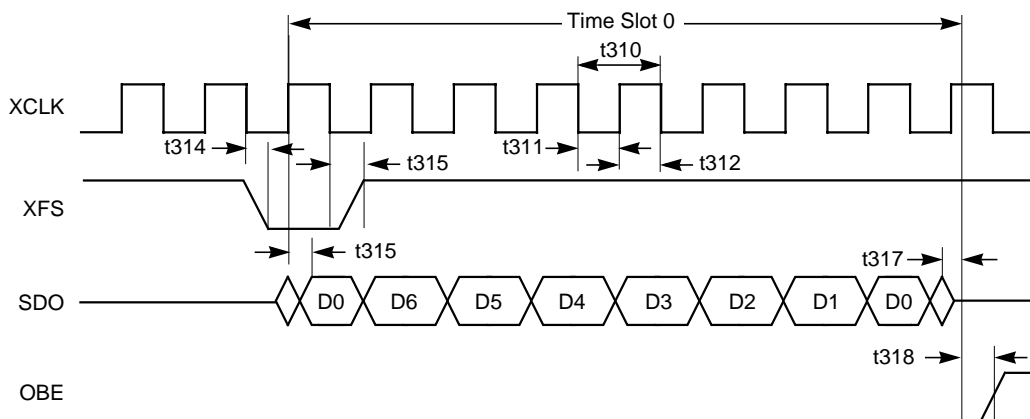 Time Slot 0
t310
XCLK
t314
t315
t311
t312
XFS
t315
t317
SDO
D0 D6 D5 D4 D3 D2 D1 D0
t318
OBE